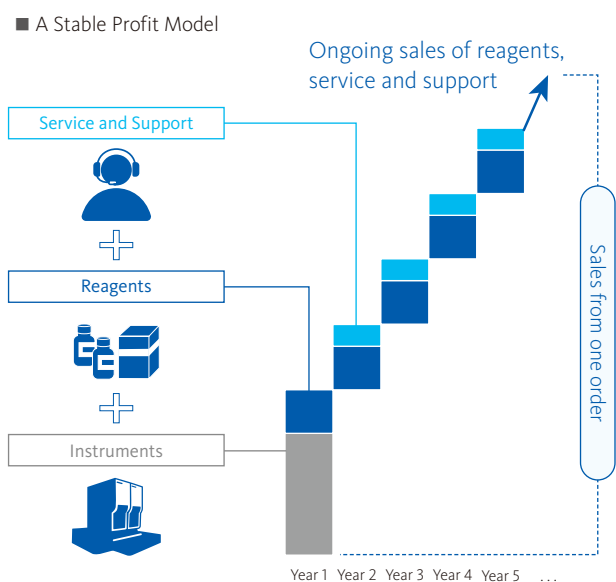 ■ A Stable Profit Model
Ongoing sales of reagents,
service and support
Service and Support
Reagents
Instruments
Sales from one order
Year 1 Year 2 Year 3 Year 4 Year 5 ...